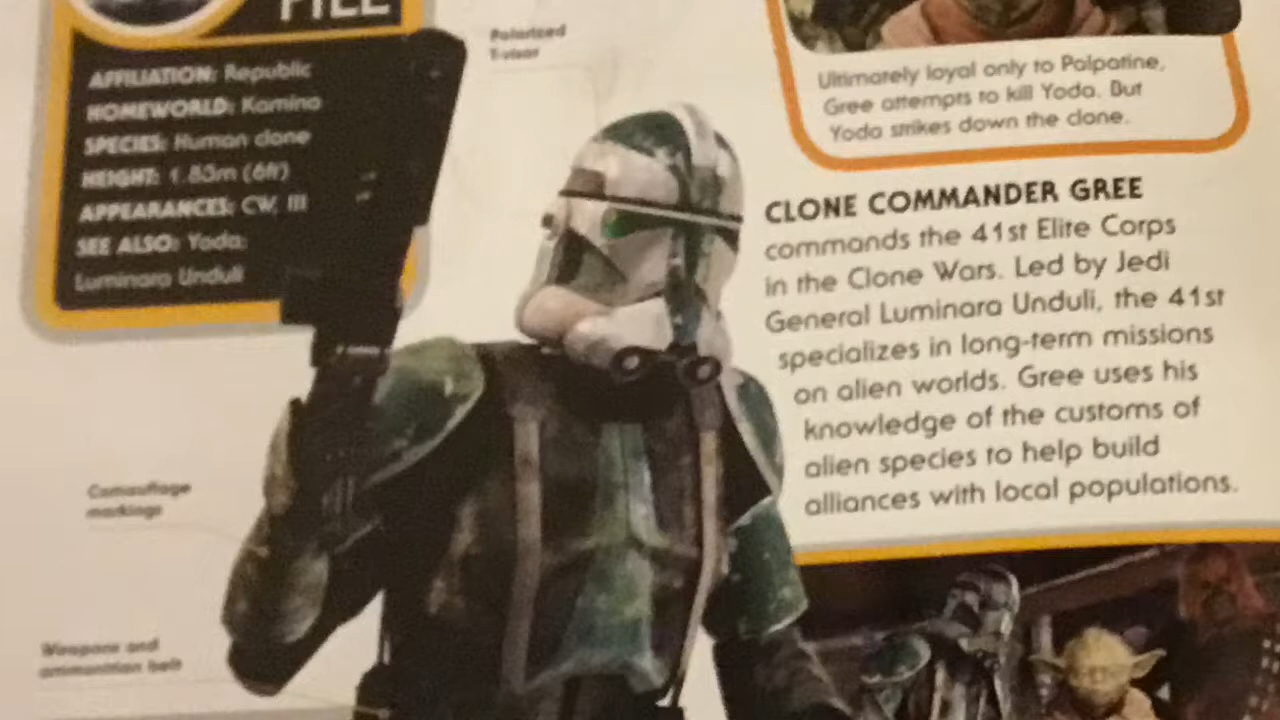 FILE
AFFILIATION: Republic
HOMEWORLD: Kamino
SPECIES: Human clone
HEIGHT: 1.83m (6ft)
APPEARANCES: CW, III
SEE ALSO: Yoda;
Luminara Unduli
Polarized
T-visor
Ultimately loyal only to Palpatine,
Gree attempts to kill Yoda. But
Yoda strikes down the clone.
CLONE COMMANDER GREE
commands the 41st Elite Corps
in the Clone Wars. Led by Jedi
General Luminara Unduli, the 41st
specializes in long-term missions
on alien worlds. Gree uses his
knowledge of the customs of
alien species to help build
alliances with local populations.
Camouflage
markings
Weapons and
ammunition belt